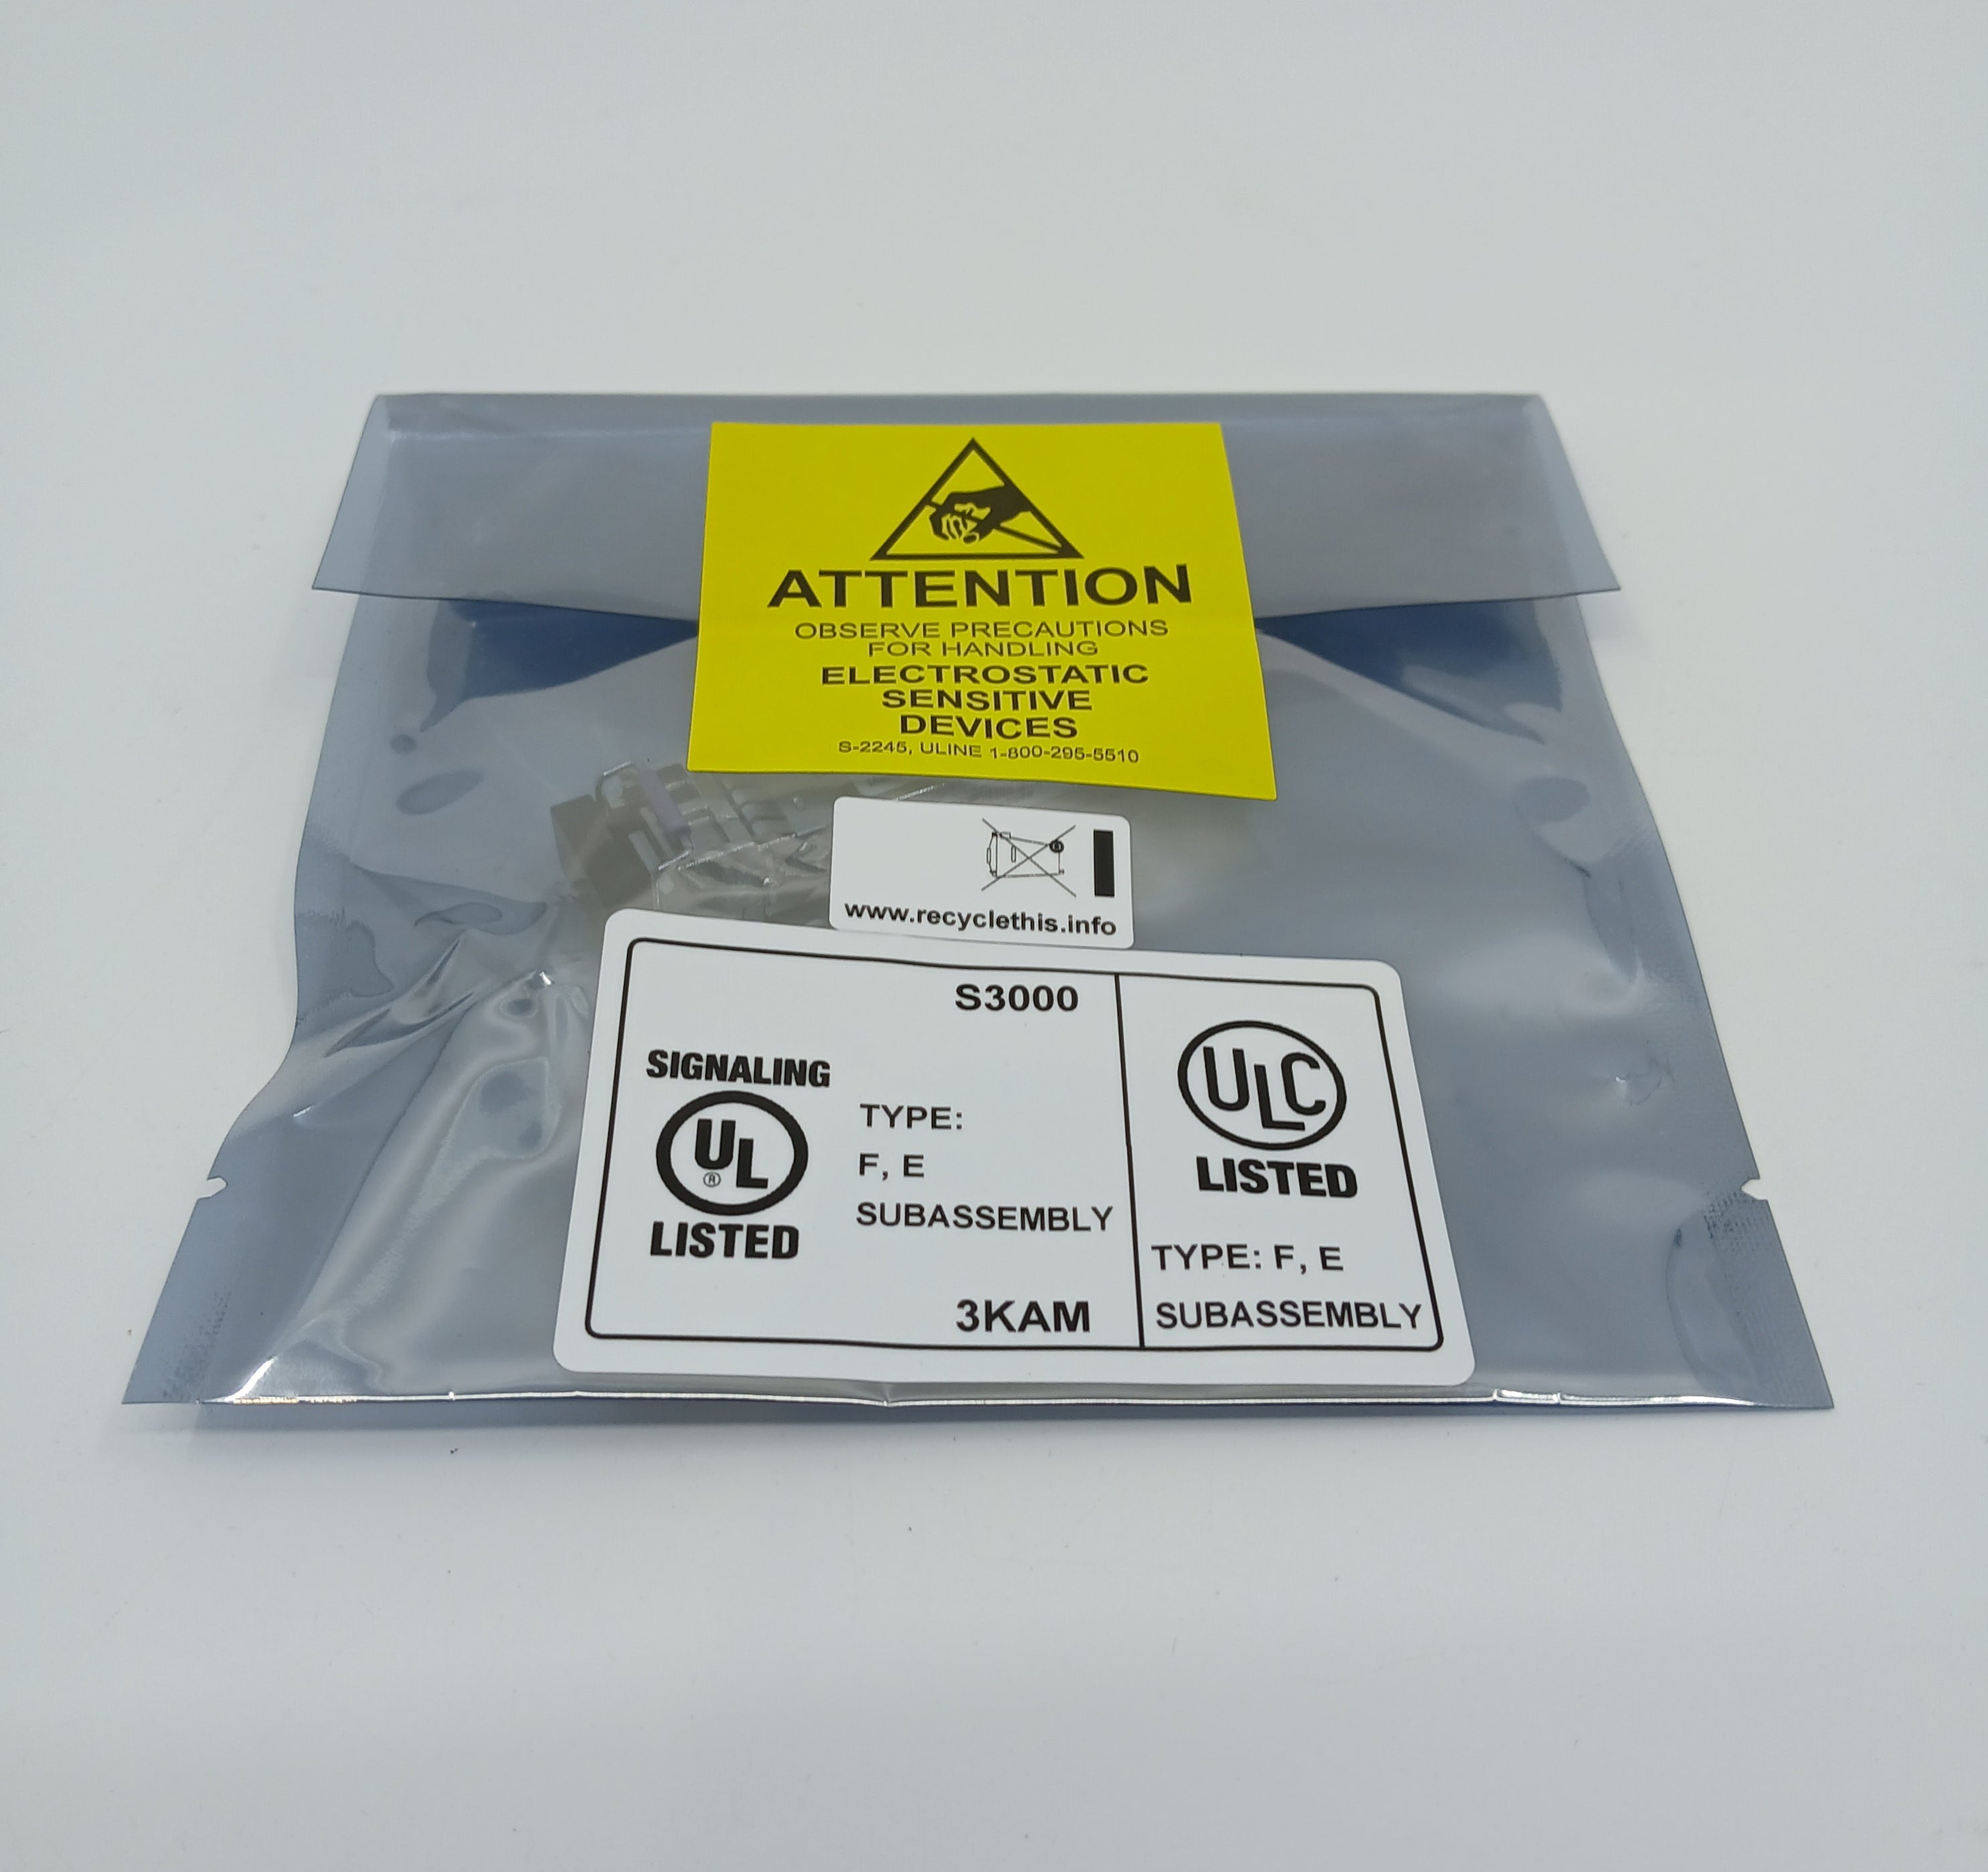 ATTENTION
OBSERVE PRECAUTIONS
FOR HANDLING
ELECTROSTATIC
SENSITIVE
DEVICES
S-2245, ULINE 1-800-295-5510
www.recyclethis.info
S3000
SIGNALING
UL
®
LISTED
TYPE:
F, E
SUBASSEMBLY
3KAM
ULC
LISTED
TYPE: F, E
SUBASSEMBLY